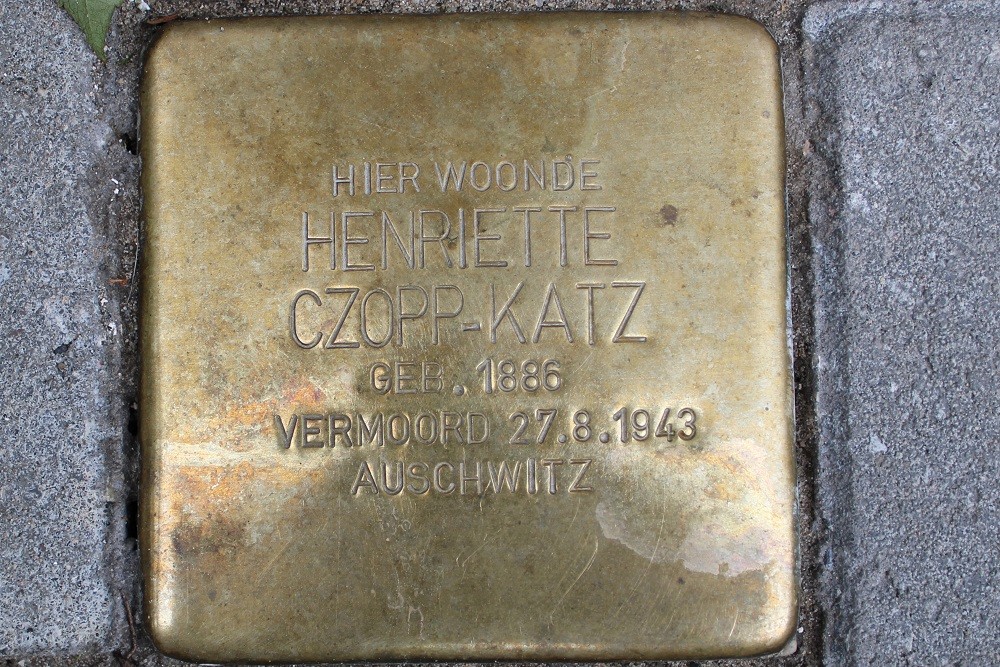 HIER WOONDE
HENRIETTE
CZOPP-KATZ
GEB. 1886
VERMOORD 27.8.1943
AUSCHWITZ